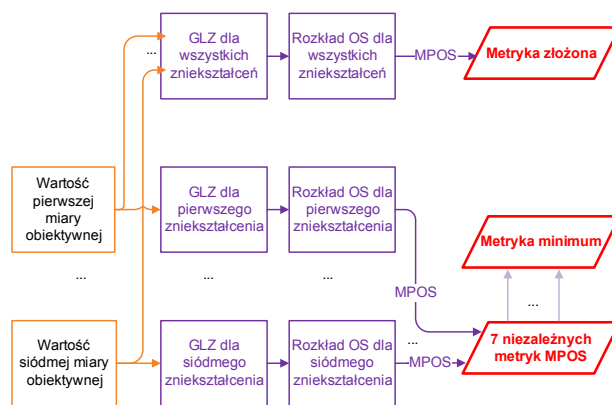 GLZ dla
wszystkich
zniekształceń
Rozkład OS dla
wszystkich
zniekształceń
MPOS
Metryka złożona
...
Wartość
pierwszej
miary
obiektywnej
GLZ dla
pierwszego
zniekształcenia
Rozkład OS dla
pierwszego
zniekształcenia
Metryka minimum
...
...
...
MPOS
...
...
Wartość
siódmej miary
obiektywnej
GLZ dla
siódmego
zniekształcenia
Rozkład OS dla
siódmego
zniekształcenia
MPOS
7 niezależnych
metryk MPOS